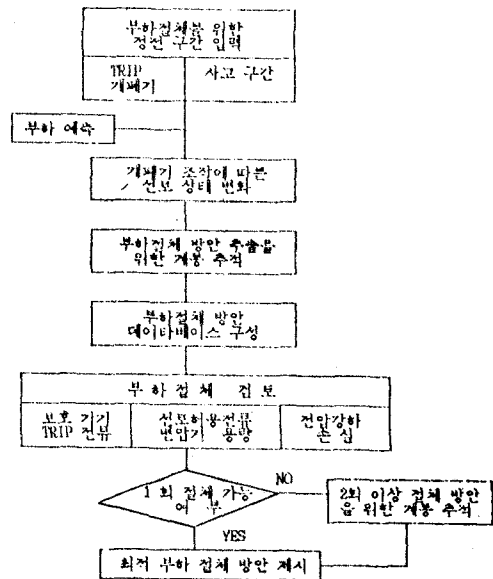 부하절체를 위한
정전 구간 입력
TRIP
개폐기
사고 구간
부하 예측
개폐기 조작에 따른
선로 상태 변화
부하절체 방안 추출을
위한 계통 추적
부하절체 방안
데이타베이스 구성
부 하 절 체 검 토
보호 기기
TRIP 전류
선로허용전류
변압기 용량
전압강하
손 실
1 회 절체 가능
여 부
NO
2회 이상 절체 방안
을 위한 계통 추적
YES
최적 부하 절체 방안 제시